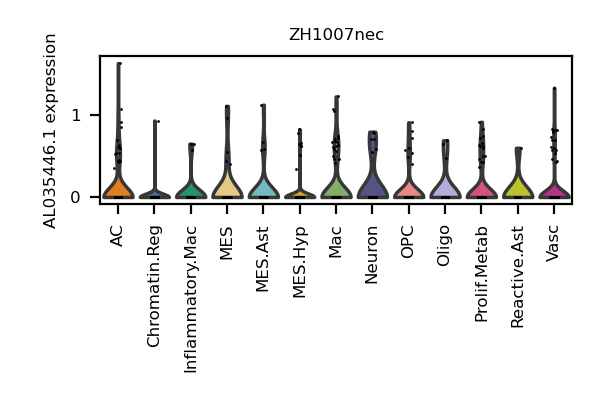 ZH1007nec
AL035446.1 expression
1
0
AC
Chromatin.Reg
Inflammatory.Mac
MES
MES.Ast
MES.Hyp
Mac
Neuron
OPC
Oligo
Prolif.Metab
Reactive.Ast
Vasc